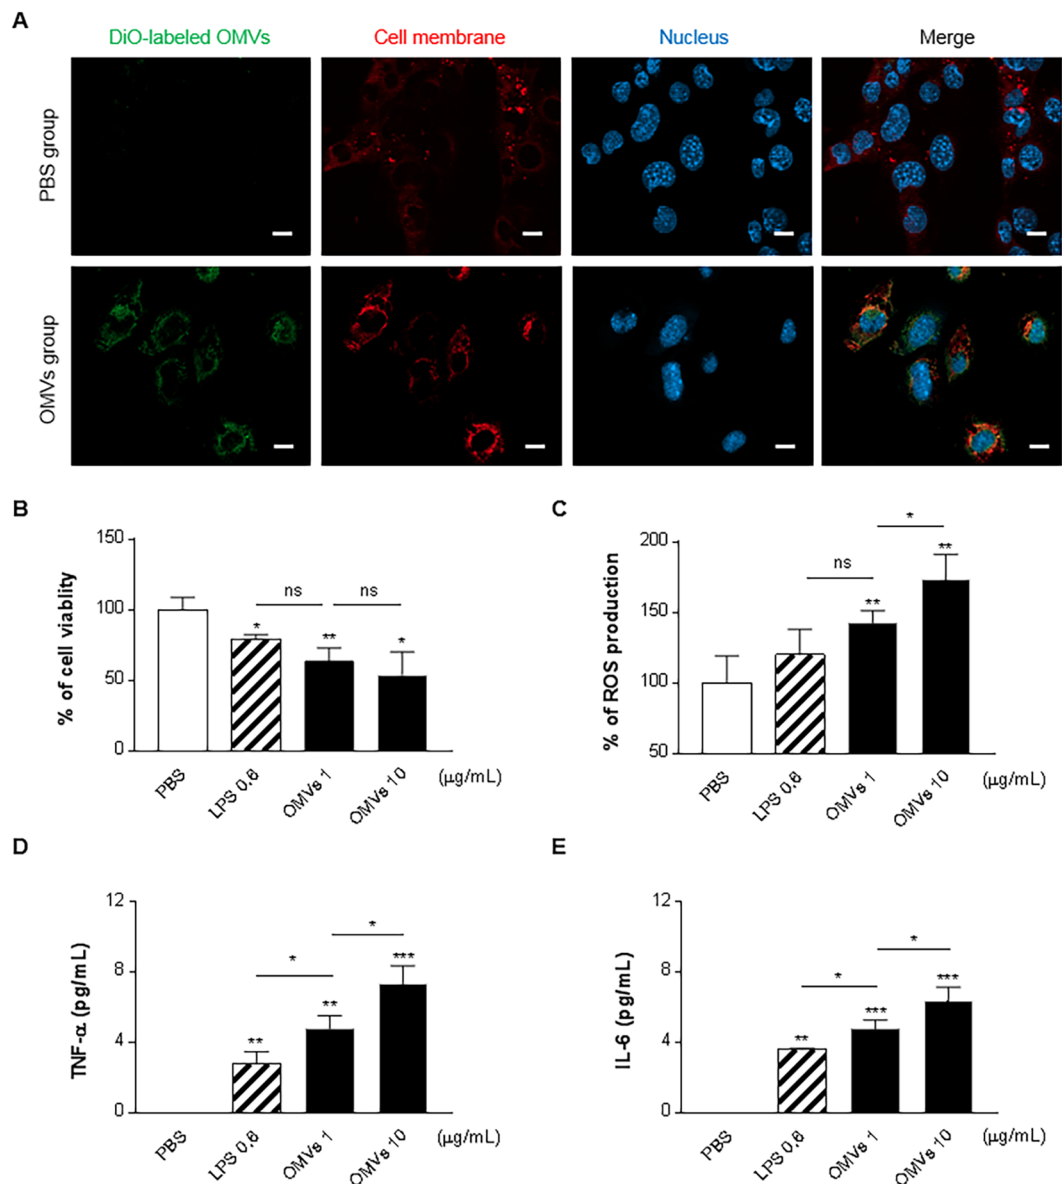 A
DiO-labeled OMVs
Cell membrane
Nucleus
Merge
PBS group
OMVs group
B
% of cell viablity
150
100
50
0
*
ns
**
ns
*
PBS
LPS 0.8
OMVs 1
OMVs 10
(μg/mL)
C
% of ROS production
200
150
100
50
ns
**
*
**
PBS
LPS 0.8
OMVs 1
OMVs 10
(μg/mL)
D
TNF-α (pg/mL)
12
8
4
0
**
*
**
*
***
PBS
LPS 0.8
OMVs 1
OMVs 10
(μg/mL)
E
IL-6 (pg/mL)
12
8
4
0
**
*
***
*
***
PBS
LPS 0.8
OMVs 1
OMVs 10
(μg/mL)